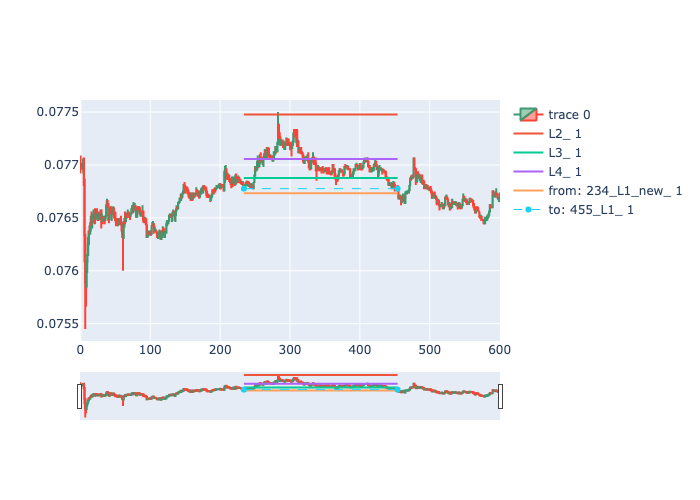 0.0775
0.077
0.0765
0.076
0.0755
0 100 200 300 400 500 600
trace 0
L2_ 1
L3_ 1
L4_ 1
from: 234_L1_new_ 1
to: 455_L1_ 1